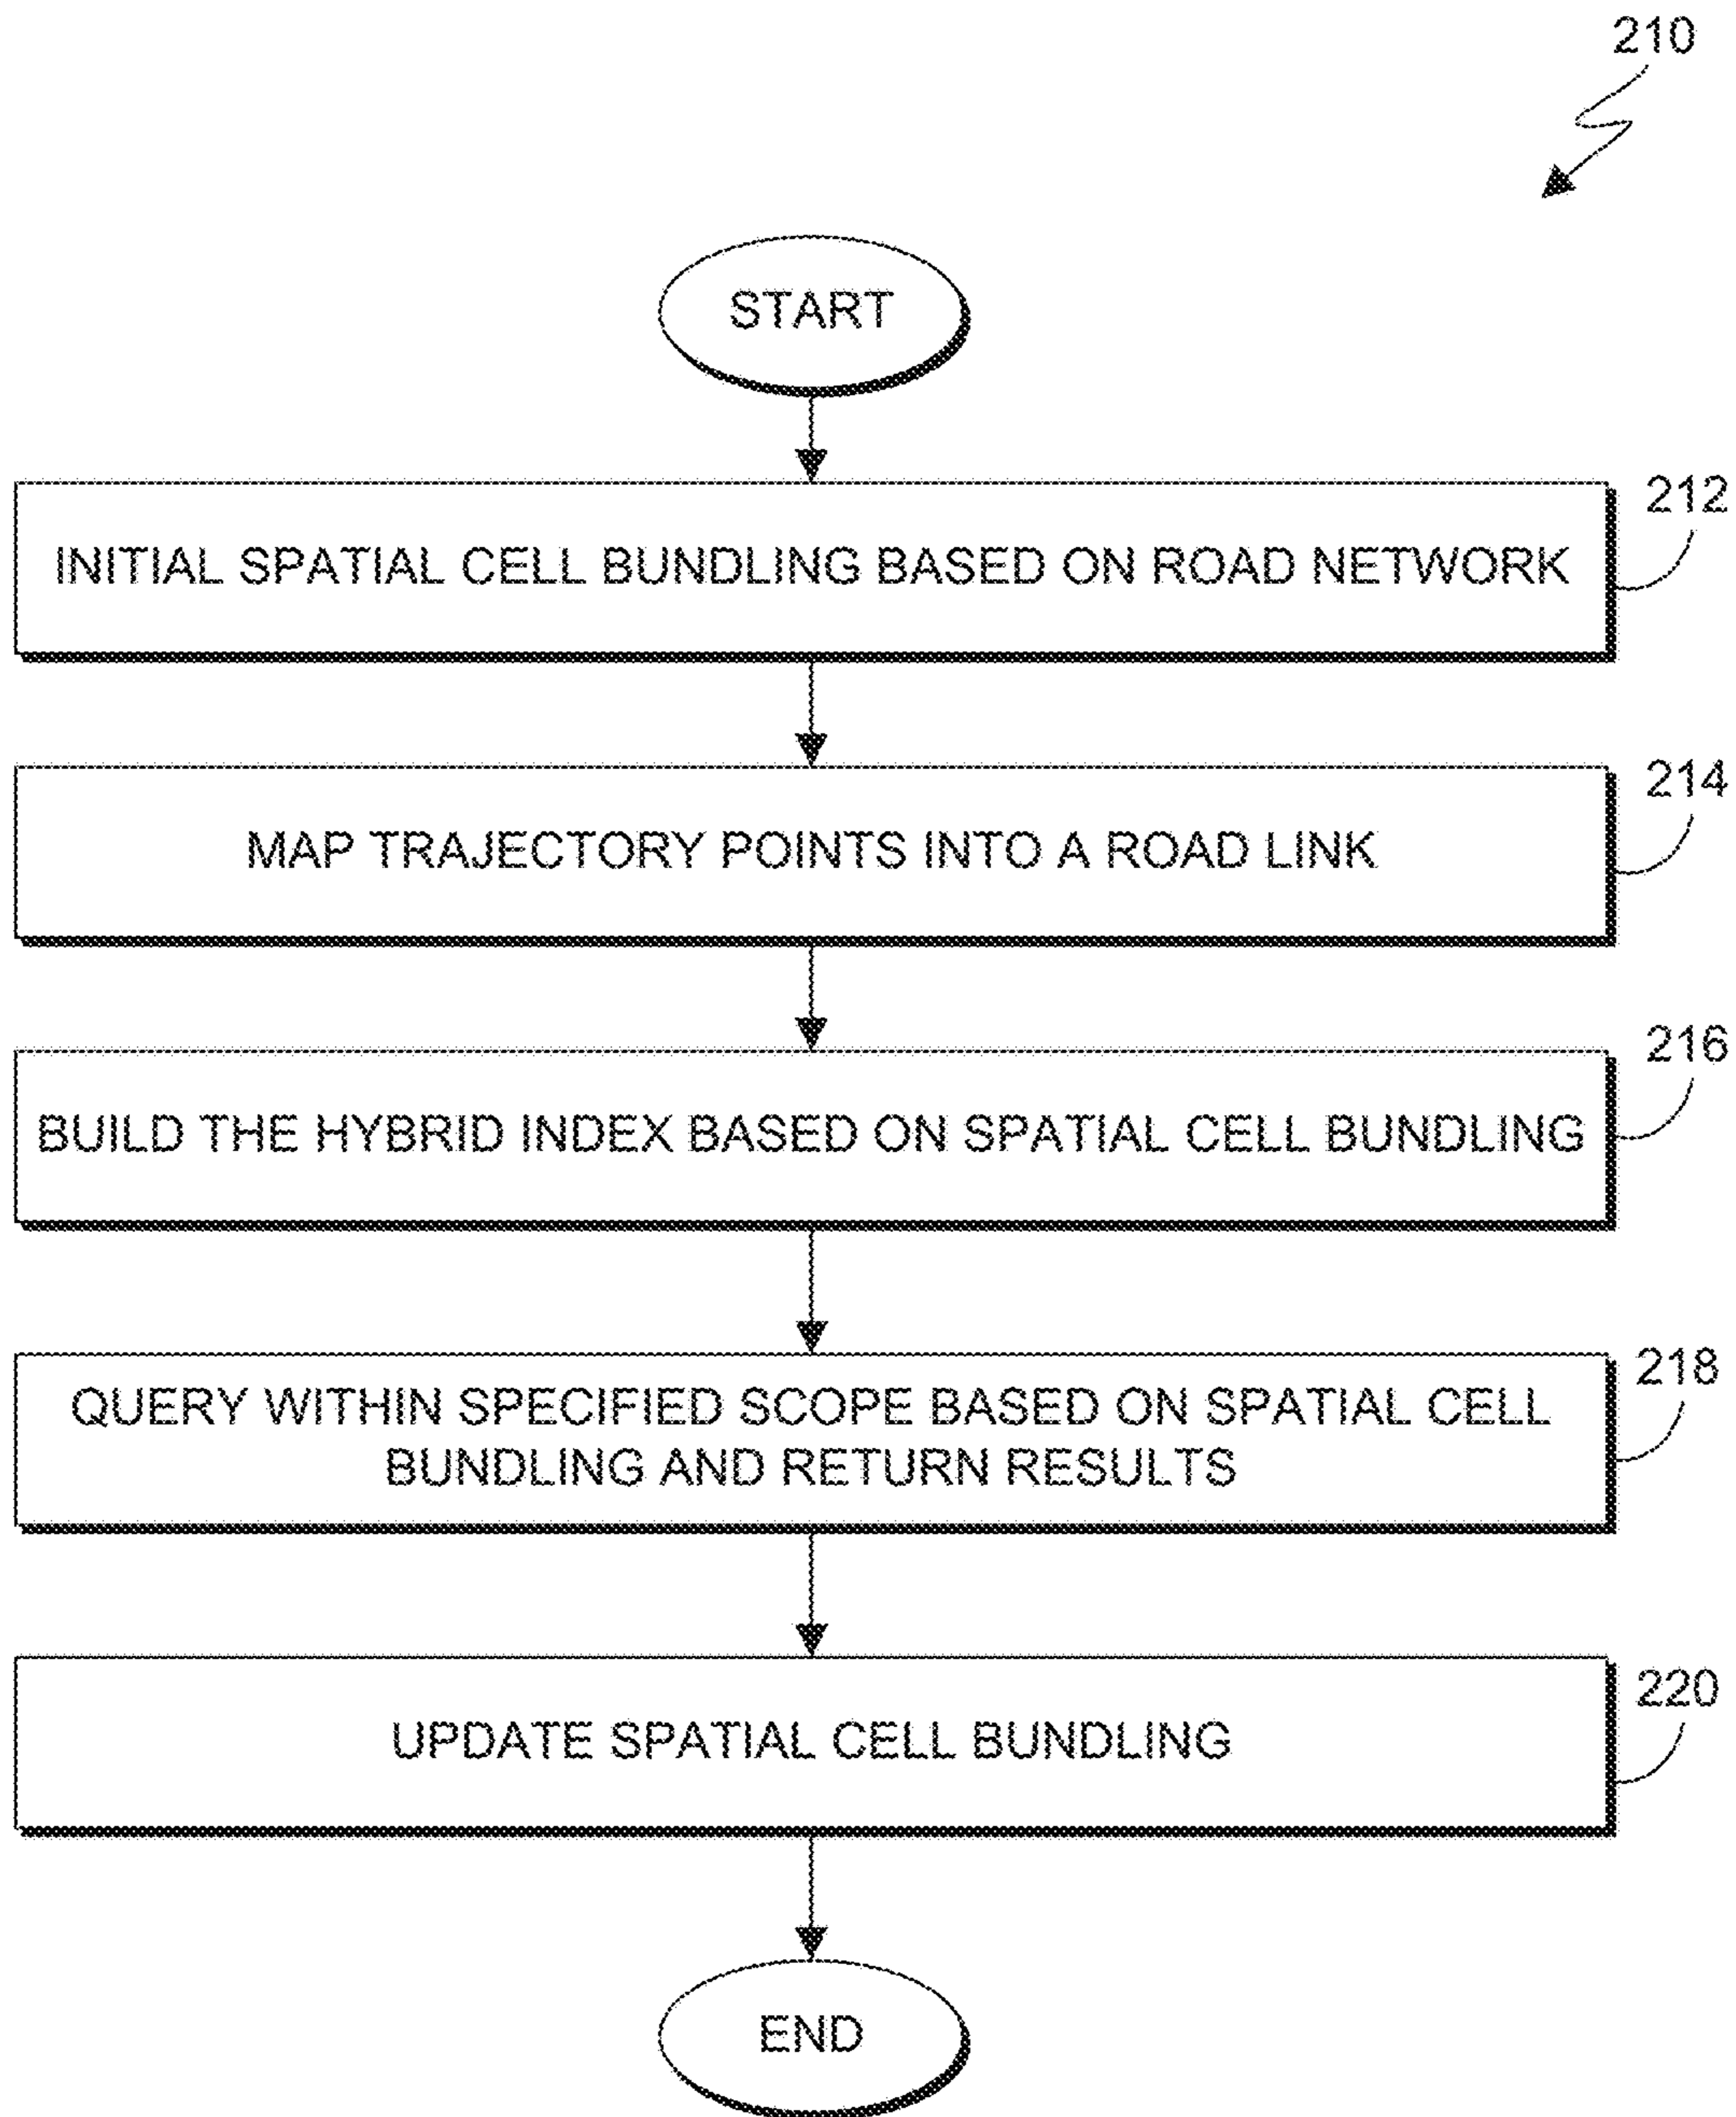 210
START
212
INITIAL SPATIAL CELL BUNDLING BASED ON ROAD NETWORK
214
MAP TRAJECTORY POINTS INTO A ROAD LINK
216
BUILD THE HYBRID INDEX BASED ON SPATIAL CELL BUNDLING
218
QUERY WITHIN SPECIFIED SCOPE BASED ON SPATIAL CELL
BUNDLING AND RETURN RESULTS
220
UPDATE SPATIAL CELL BUNDLING
END